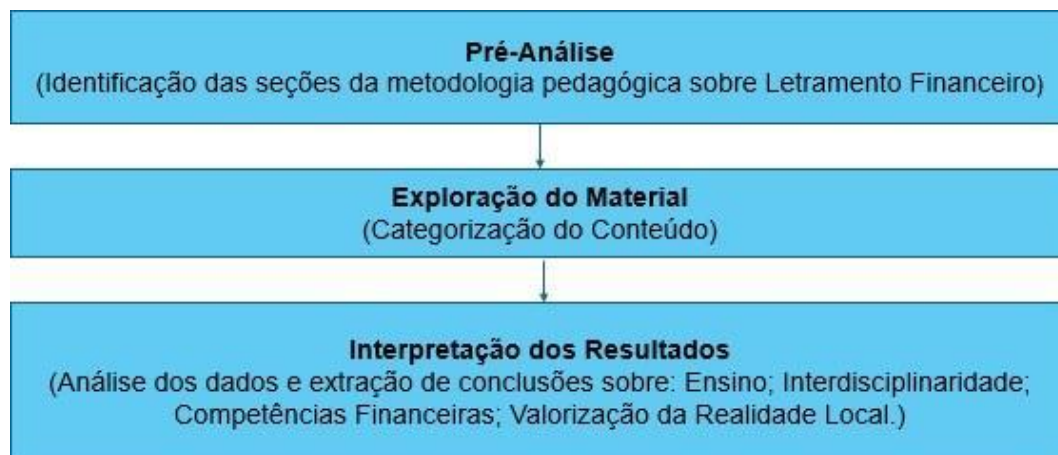 Pré-Análise
(Identificação das seções da metodologia pedagógica sobre Letramento Financeiro)
Exploração do Material
(Categorização do Conteúdo)
Interpretação dos Resultados
(Análise dos dados e extração de conclusões sobre: Ensino; Interdisciplinaridade;
Competências Financeiras; Valorização da Realidade Local.)